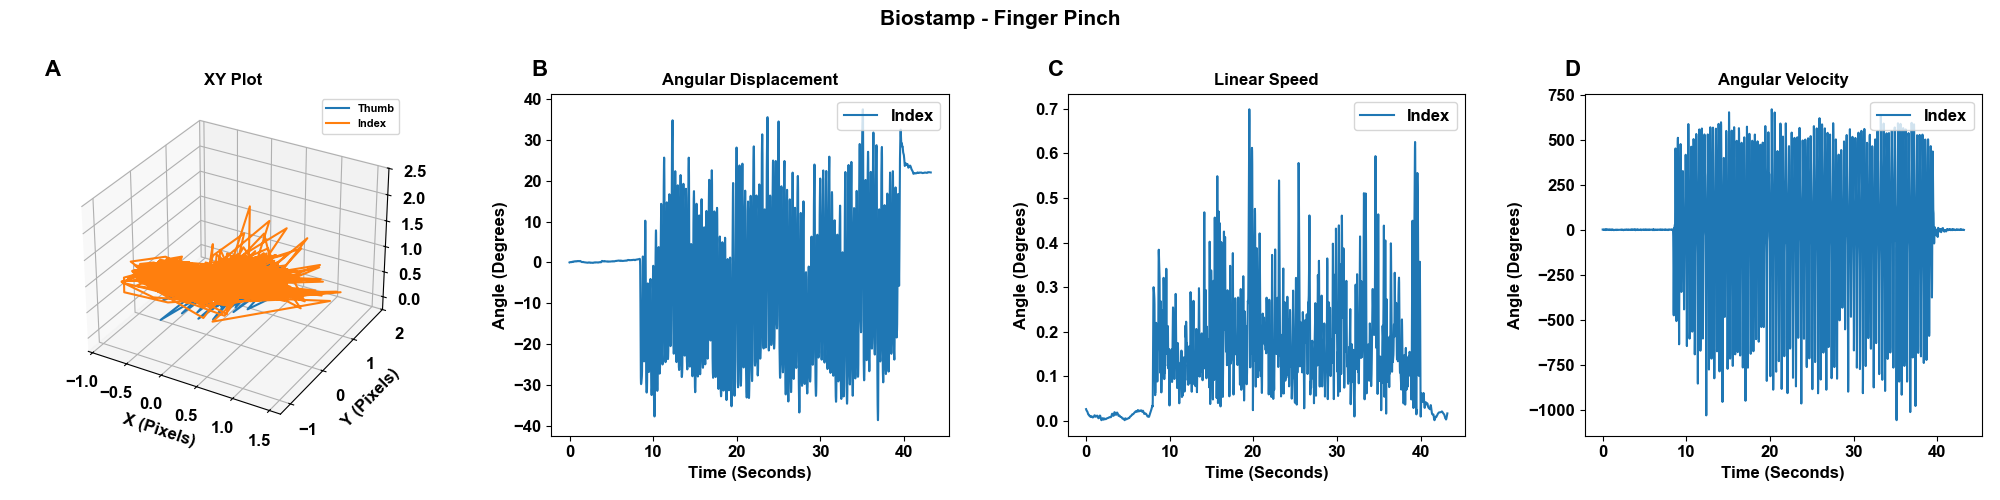 Biostamp - Finger Pinch
A
XY Plot
Thumb
Index
2.5
2.0
1.5
1.0
0.5
0.0
−1.0
−0.5
0.0
0.5
1.0
1.5
X (Pixels)
−1
0
1
2
Y (Pixels)
B
Angular Displacement
Index
40
30
20
10
0
−10
−20
−30
−40
Angle (Degrees)
0 10 20 30 40
Time (Seconds)
C
Linear Speed
Index
0.7
0.6
0.5
0.4
0.3
0.2
0.1
0.0
Angle (Degrees)
0 10 20 30 40
Time (Seconds)
D
Angular Velocity
Index
750
500
250
0
−250
−500
−750
−1000
Angle (Degrees)
0 10 20 30 40
Time (Seconds)